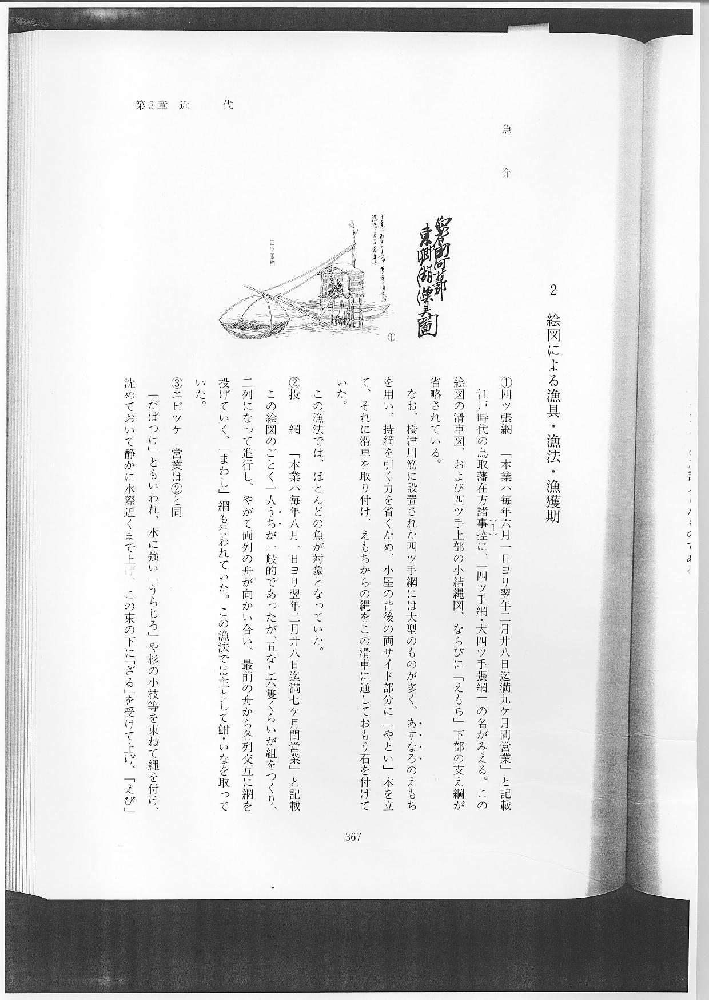 第3章 近代
魚介
2 絵図による漁具・漁法・漁獲期
東郷湖漁具圖
四ツ張網
①
①四ツ張網 「本業ハ毎年六月一日ヨリ翌年二月廿八日迄満九ケ月間営業」と記載
江戸時代の鳥取藩在方諸事控に、「四ツ手網・大四ツ手張網」の名がみえる。この
(1)
絵図の滑車図、および四ツ手上部の小結縄図、ならびに「えもち」下部の支え綱が
省略されている。
なお、橋津川筋に設置された四ツ手網には大型のものが多く、あすなろのえもち
を用い、持綱を引く力を省くため、小屋の背後の両サイド部分に「やとい」木を立
て、それに滑車を取り付け、えもちからの縄をこの滑車に通しておもり石を付けて
いた。
この漁法では、ほとんどの魚が対象となっていた。
②投網 「本業ハ毎年八月一日ヨリ翌年二月廿八日迄満七ケ月間営業」と記載
この絵図のごとく一人うちが一般的であったが、五なし六隻くらいが組をつくり、
二列になって進行し、やがて両列の舟が向かい合い、最前の舟から各列交互に網を
投げていく、「まわし」網も行われていた。この漁法では主として鮒・いなを取って
いた。
③ヱビツケ 営業は②と同
「だばつけ」ともいわれ、水に強い「うらじろ」や杉の小枝等を束ねて縄を付け、
沈めておいて静かに水際近くまで上げ、この束の下に「ざる」を受けて上げ、「えび」
367